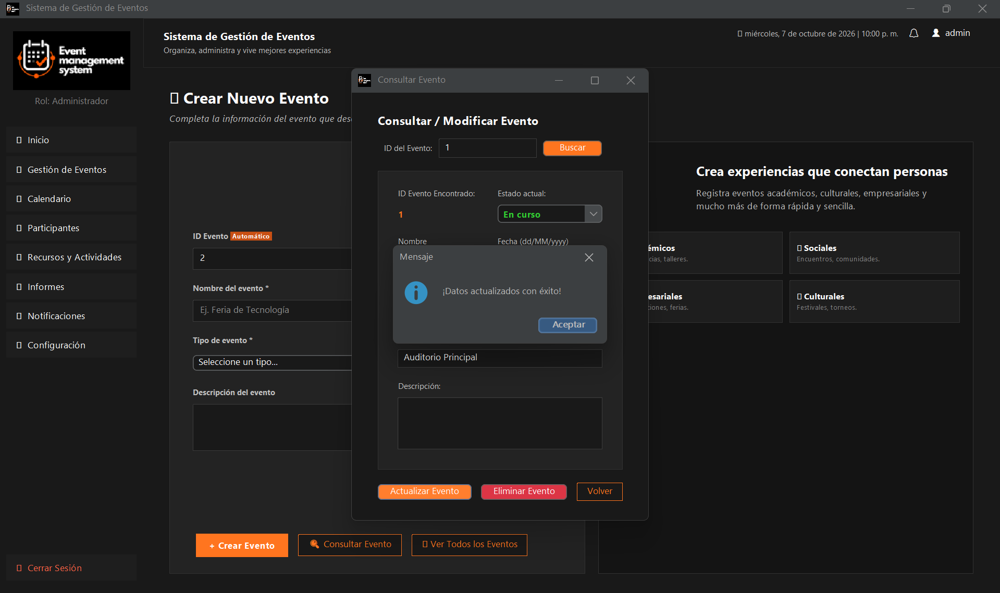 Sistema de Gestión de Eventos
Event
management
system
Rol: Administrador
Inicio
Gestión de Eventos
Calendario
Participantes
Recursos y Actividades
Informes
Notificaciones
Configuración
Cerrar Sesión
Sistema de Gestión de Eventos
Organiza, administra y vive mejores experiencias
miércoles, 7 de octubre de 2026 | 10:00 p. m.
admin
Crear Nuevo Evento
Completa la información del evento que des
ID Evento Automático
2
Nombre del evento *
Ej. Feria de Tecnología
Tipo de evento *
Seleccione un tipo...
Descripción del evento
+ Crear Evento
Consultar Evento
Ver Todos los Eventos
Consultar Evento
Consultar / Modificar Evento
ID del Evento: 1 Buscar
ID Evento Encontrado: Estado actual:
1 En curso
Nombre Fecha (dd/MM/yyyy)
Mensaje
¡Datos actualizados con éxito!
Aceptar
Auditorio Principal
Descripción:
Actualizar Evento Eliminar Evento Volver
Crea experiencias que conectan personas
Registra eventos académicos, culturales, empresariales y
mucho más de forma rápida y sencilla.
émicos
cias, talleres.
Sociales
Encuentros, comunidades.
esariales
ciones, ferias.
Culturales
Festivales, torneos.